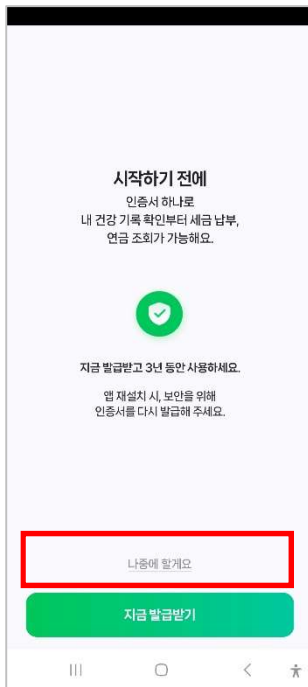 시작하기 전에
인증서 하나로
내 건강 기록 확인부터 세금 납부,
연금 조회가 가능해요.
지금 발급받고 3년 동안 사용하세요.
앱 재설치 시, 보안을 위해
인증서를 다시 발급해 주세요.
나중에 할게요
지금 발급받기